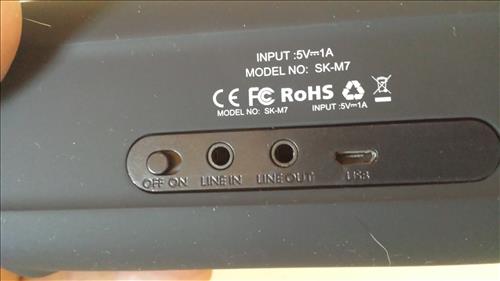 INPUT :5V⎓1A
MODEL NO: SK-M7
CE FC RoHS
MODEL NO: SK-M7 INPUT :5V⎓1A
OFF ON LINE IN LINE OUT USB